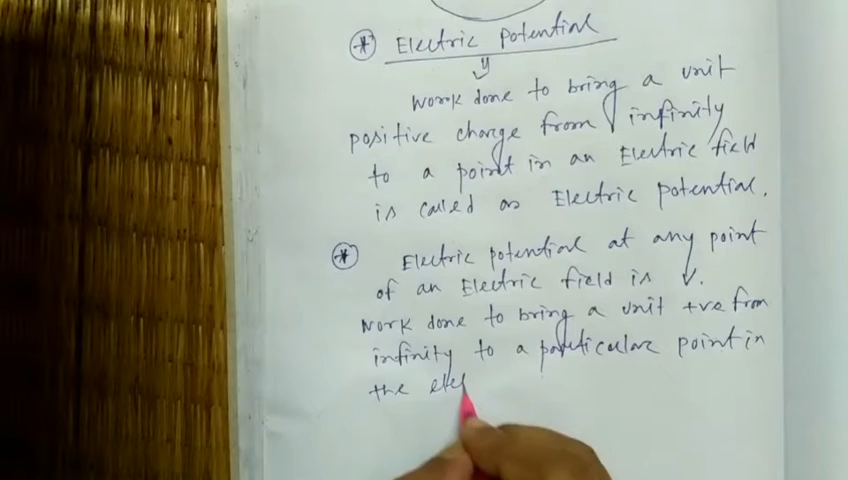 * Electric Potential
Work done to bring a unit
positive charge from infinity
to a point in an Electric field
is called as Electric potential.
* Electric potential at any point
of an Electric field is V.
Work done to bring a unit +ve from
infinity to a particular point in
the ele